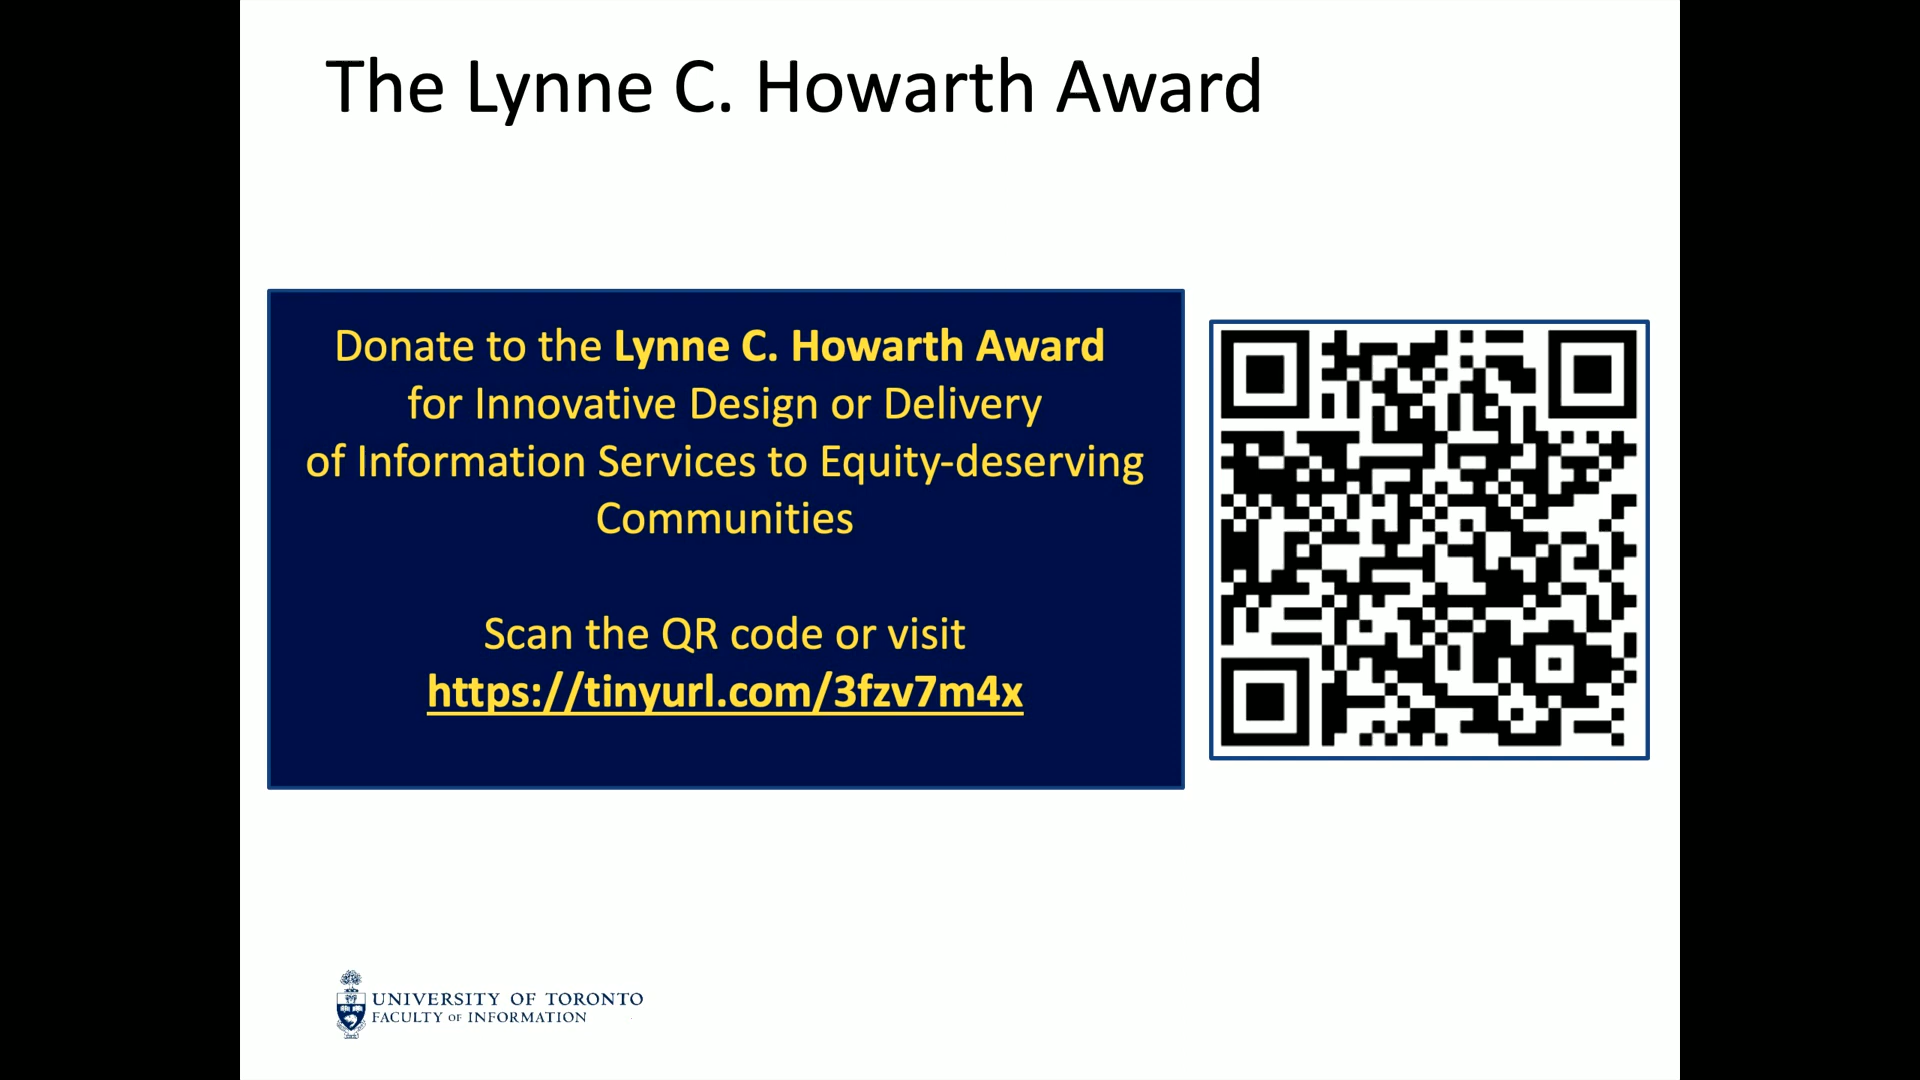 The Lynne C. Howarth Award
Donate to the Lynne C. Howarth Award
for Innovative Design or Delivery
of Information Services to Equity-deserving
Communities
Scan the QR code or visit
https://tinyurl.com/3fzv7m4x
UNIVERSITY OF TORONTO
FACULTY OF INFORMATION